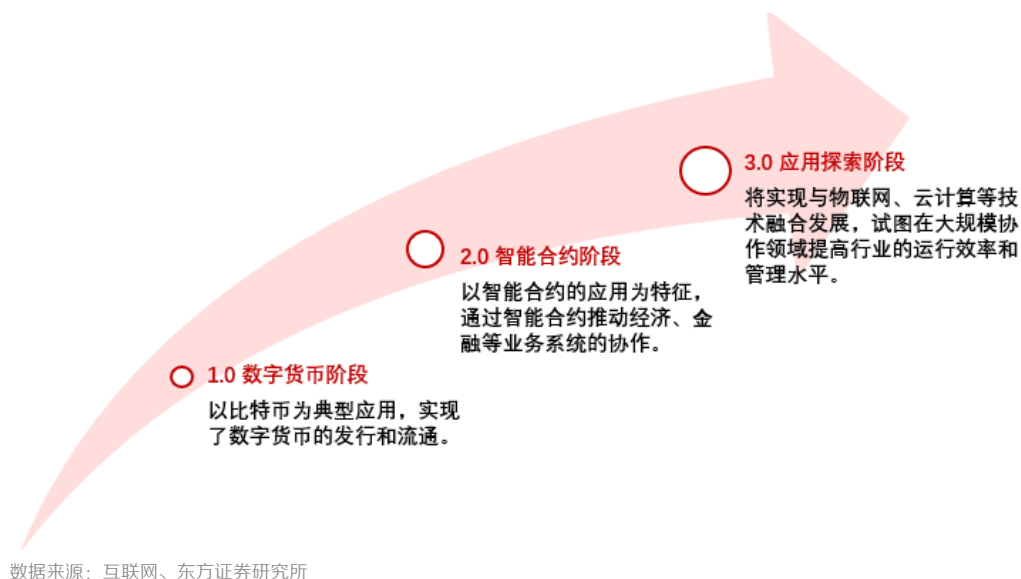 3.0 应用探索阶段
将实现与物联网、云计算等技
术融合发展，试图在大规模协
作领域提高行业的运行效率和
管理水平。
2.0 智能合约阶段
以智能合约的应用为特征，
通过智能合约推动经济、金
融等业务系统的协作。
1.0 数字货币阶段
以比特币为典型应用，实现
了数字货币的发行和流通。
数据来源：互联网、东方证券研究所